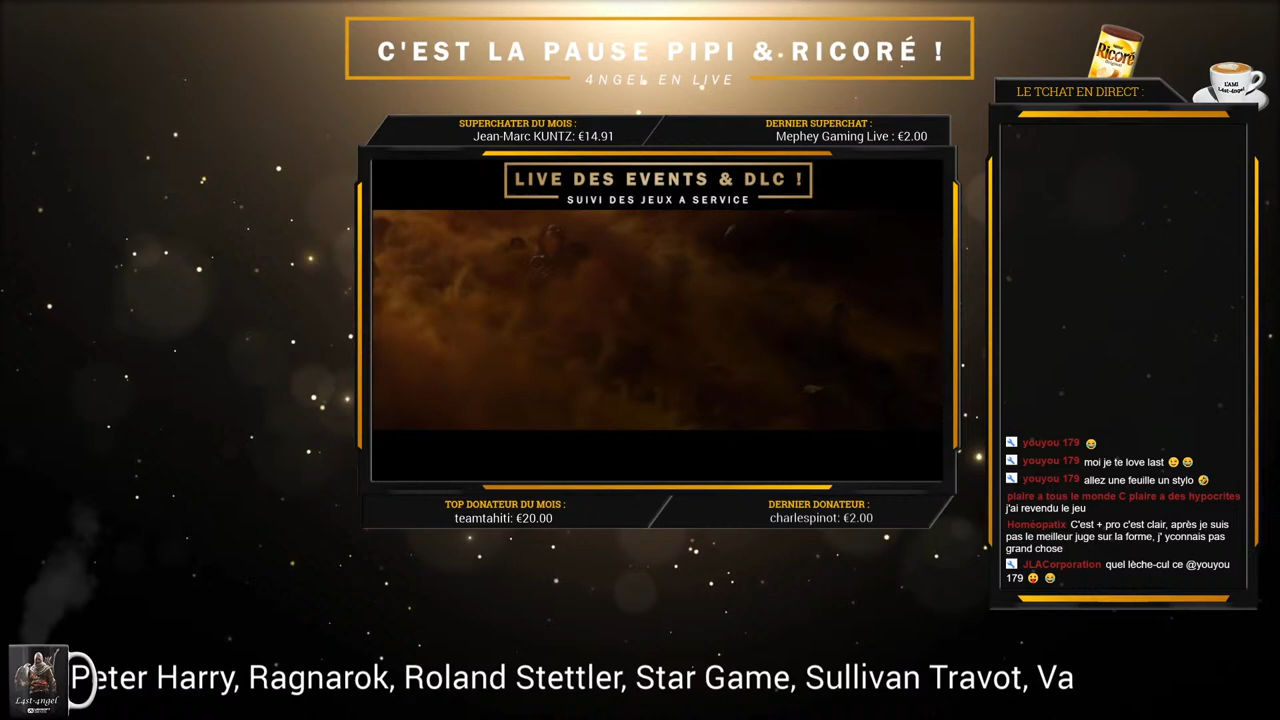 C'EST LA PAUSE PIPI & RICORÉ !
4NGEL EN LIVE
Ricoré
LE TCHAT EN DIRECT :
L'AMI
L4st-4ngel
SUPERCHATER DU MOIS :
Jean-Marc KUNTZ: €14.91
DERNIER SUPERCHAT :
Mephey Gaming Live : €2.00
LIVE DES EVENTS & DLC !
SUIVI DES JEUX A SERVICE
TOP DONATEUR DU MOIS :
teamtahiti: €20.00
DERNIER DONATEUR :
charlespinot: €2.00
youyou 179 😂
youyou 179 moi je te love last 😉 😂
youyou 179 allez une feuille un stylo 🤣
plaire a tous le monde C plaire a des hypocrites
j'ai revendu le jeu
Homéopatix C'est + pro c'est clair, après je suis
pas le meilleur juge sur la forme, j' yconnais pas
grand chose
JLACorporation quel lèche-cul ce @youyou
179 😛 😂
Peter Harry, Ragnarok, Roland Stettler, Star Game, Sullivan Travot, Va
L4st-4ngel